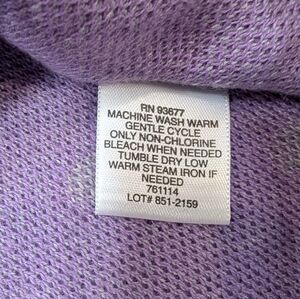 RN 93677
MACHINE WASH WARM
GENTLE CYCLE
ONLY NON-CHLORINE
BLEACH WHEN NEEDED
TUMBLE DRY LOW
WARM STEAM IRON IF
NEEDED
761114
LOT# 851-2159